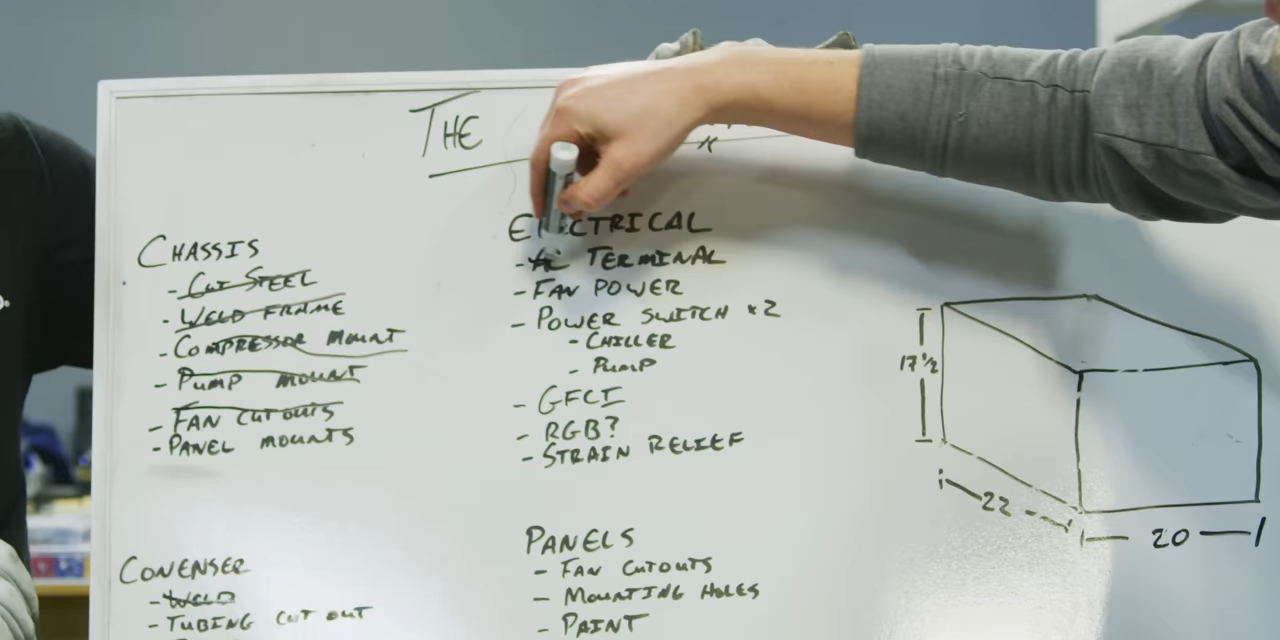 THE
CHASSIS
- CUT STEEL
- WELD FRAME
- COMPRESSOR MOUNT
- PUMP MOUNT
- FAN CUTOUTS
- PANEL MOUNTS
CONENSER
- WELD
- TUBING CUT OUT
ELECTRICAL
- AC TERMINAL
- FAN POWER
- POWER SWITCH x2
- CHILLER
- PUMP
- GFCI
- RGB?
- STRAIN RELIEF
PANELS
- FAN CUTOUTS
- MOUNTING HOLES
- PAINT
17 1/2
22
20